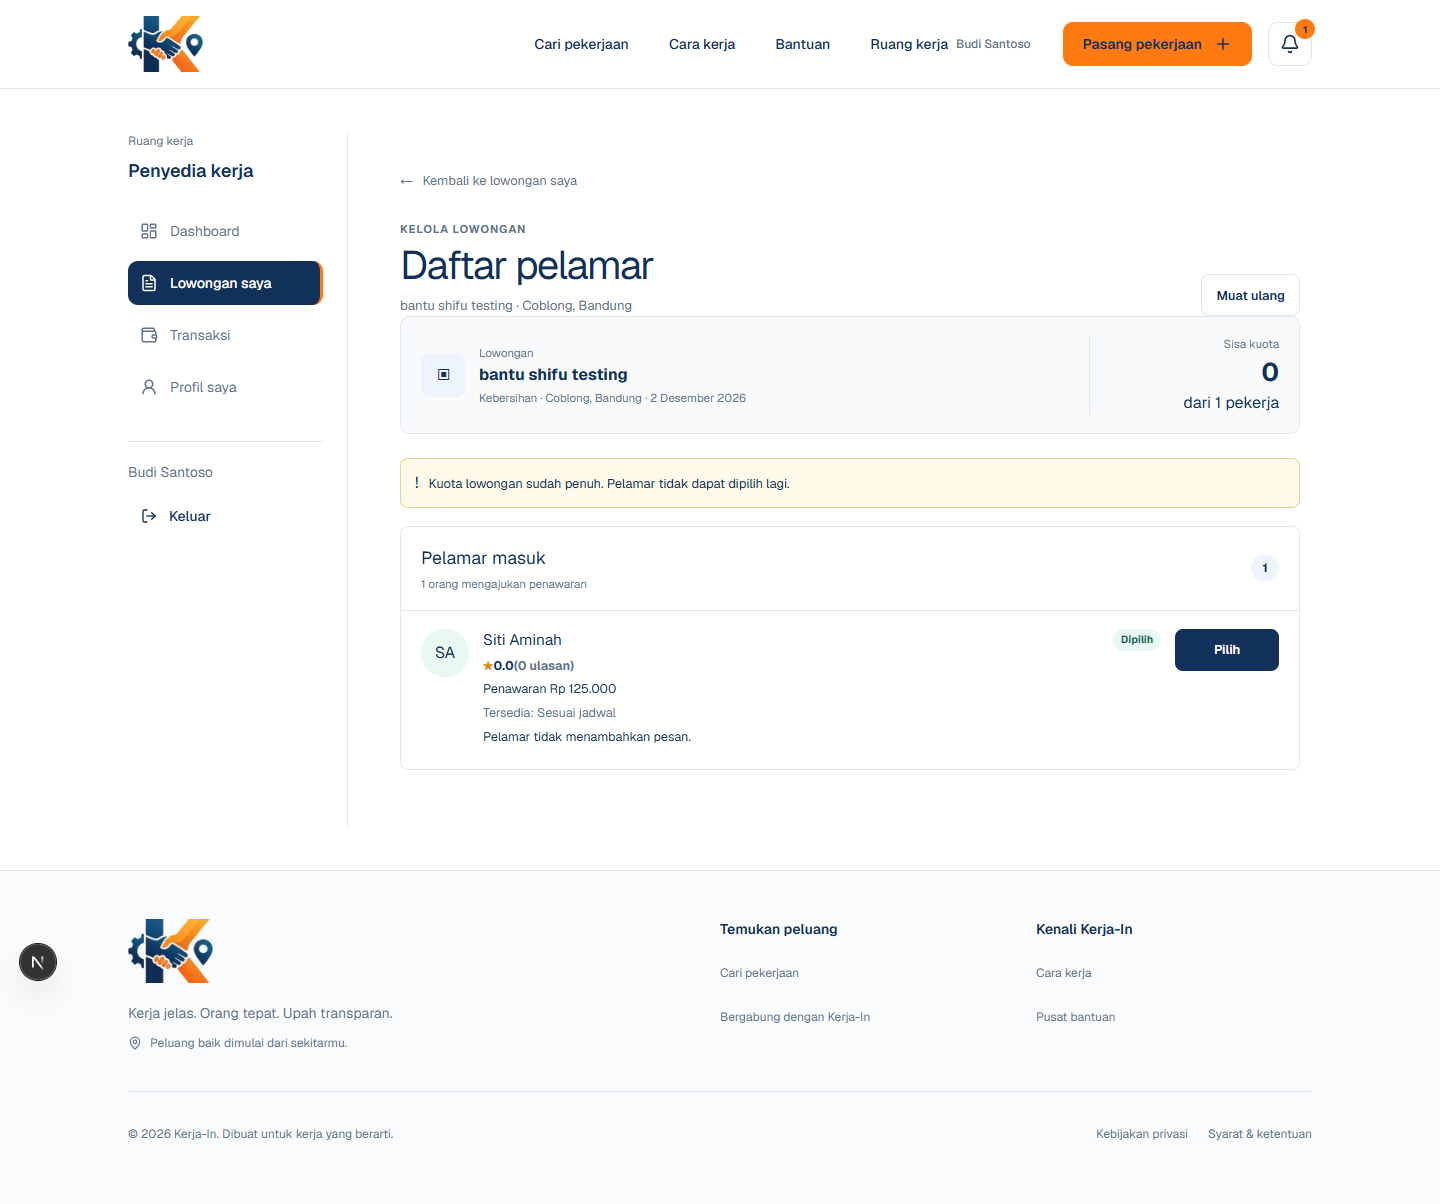 Cari pekerjaan
Cara kerja
Bantuan
Ruang kerja Budi Santoso
Pasang pekerjaan +
1
Ruang kerja
Penyedia kerja
Dashboard
Lowongan saya
Transaksi
Profil saya
Budi Santoso
Keluar
← Kembali ke lowongan saya
KELOLA LOWONGAN
Daftar pelamar
bantu shifu testing · Coblong, Bandung
Muat ulang
Lowongan
bantu shifu testing
Kebersihan · Coblong, Bandung · 2 Desember 2026
Sisa kuota
0
dari 1 pekerja
! Kuota lowongan sudah penuh. Pelamar tidak dapat dipilih lagi.
Pelamar masuk
1 orang mengajukan penawaran
1
SA
Siti Aminah
★0.0(0 ulasan)
Penawaran Rp 125.000
Tersedia: Sesuai jadwal
Pelamar tidak menambahkan pesan.
Dipilih
Pilih
K
Kerja jelas. Orang tepat. Upah transparan.
Peluang baik dimulai dari sekitarmu.
Temukan peluang
Cari pekerjaan
Bergabung dengan Kerja-In
Kenali Kerja-In
Cara kerja
Pusat bantuan
N
© 2026 Kerja-In. Dibuat untuk kerja yang berarti.
Kebijakan privasi
Syarat & ketentuan